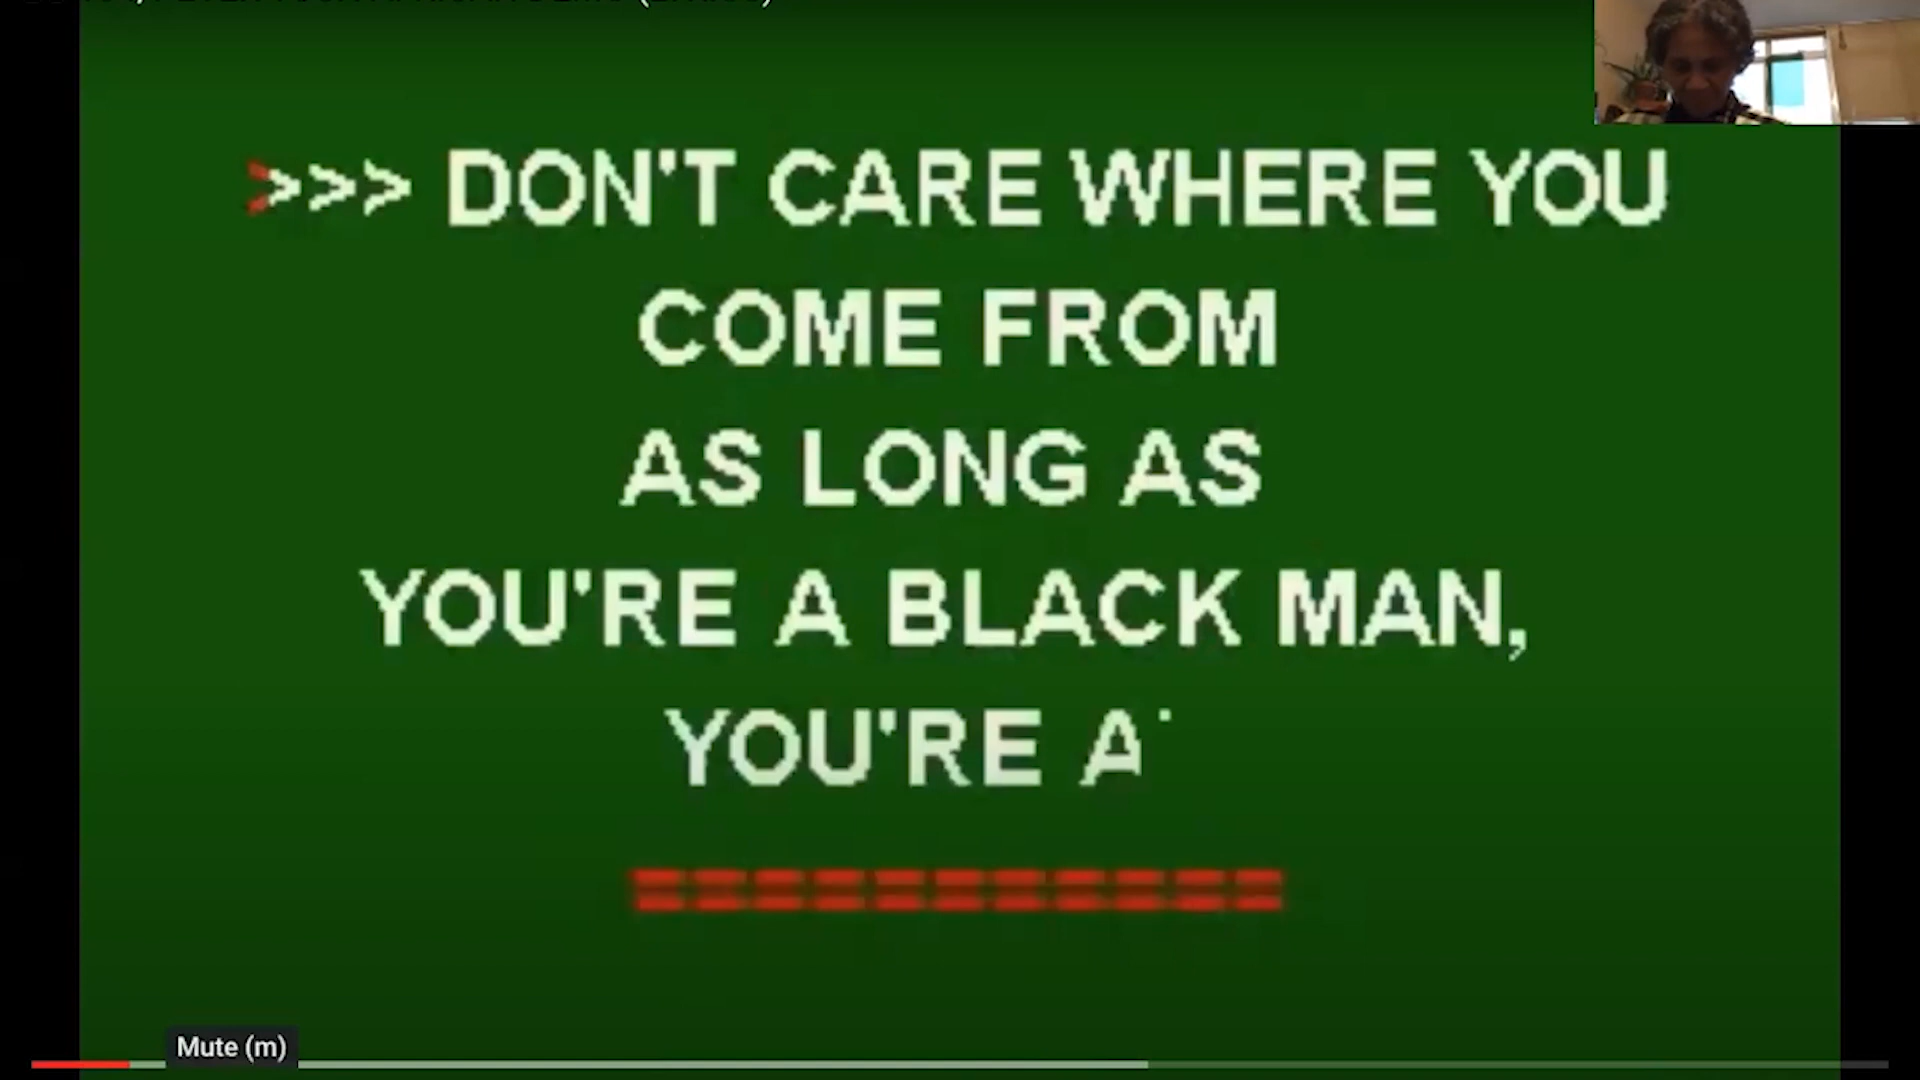 >>> DON'T CARE WHERE YOU
COME FROM
AS LONG AS
YOU'RE A BLACK MAN,
YOU'RE A
Mute (m)